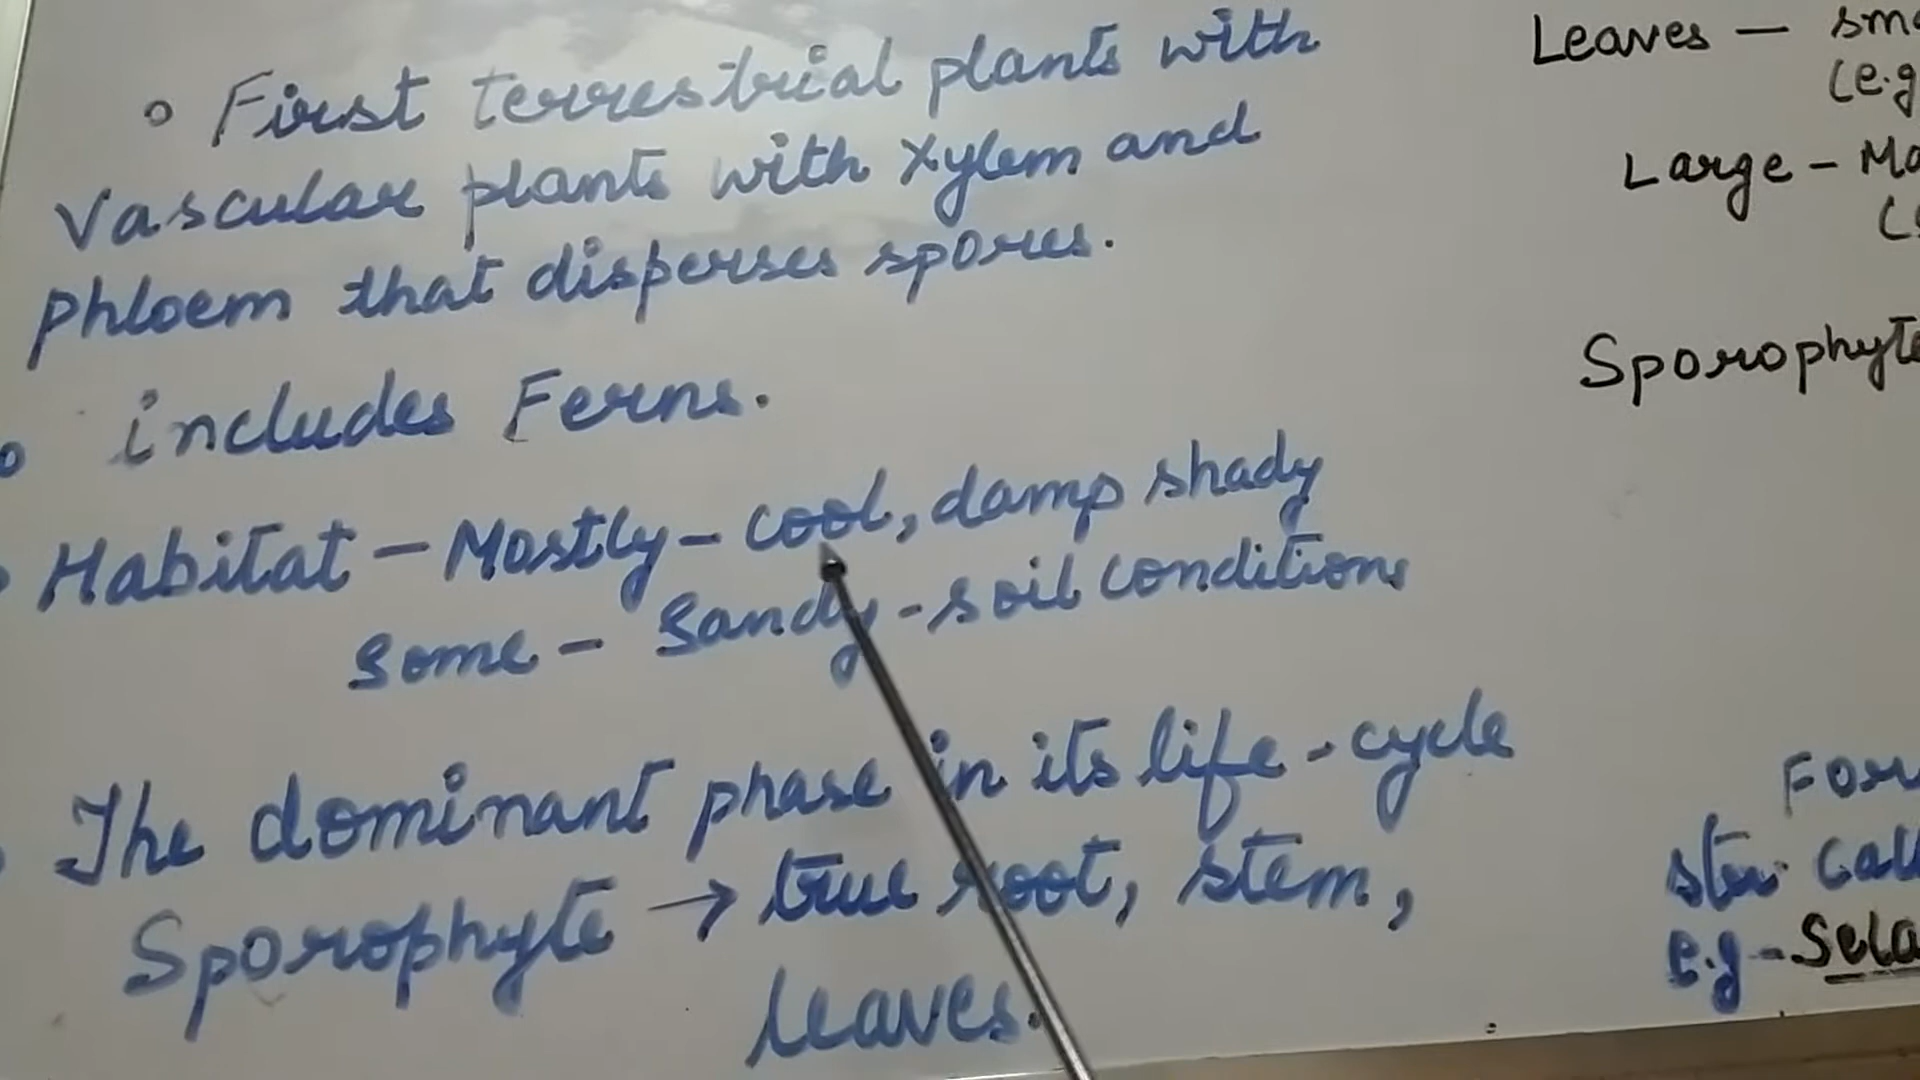 First terrestrial plants with
Vascular plants with xylem and
phloem that disperses spores.
includes Ferns.
Habitat - Mostly - cool, damp shady
Some - Sandy - soil conditions
The dominant phase in its life-cycle
Sporophyte → true root, stem,
leaves.
Leaves -
(e.g
Large -
Sporophyte
e.g -